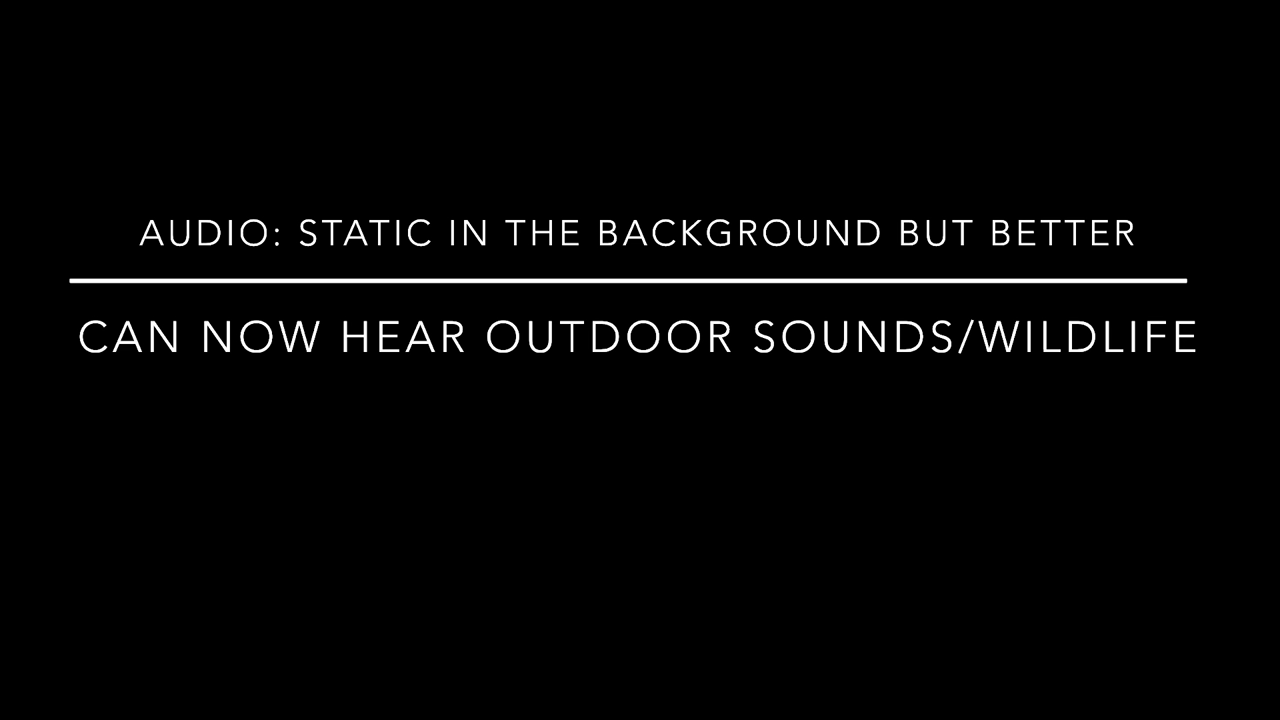 AUDIO: STATIC IN THE BACKGROUND BUT BETTER
CAN NOW HEAR OUTDOOR SOUNDS/WILDLIFE